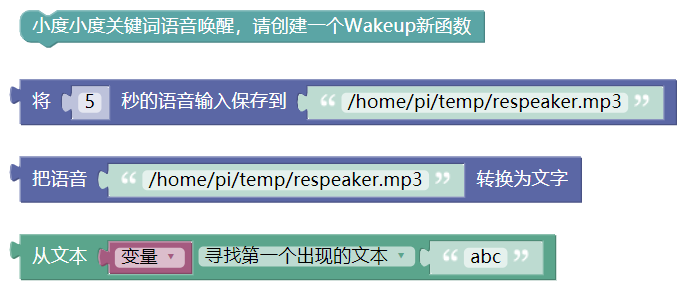 小度小度关键词语音唤醒，请创建一个Wakeup新函数
将 5 秒的语音输入保存到 “ /home/pi/temp/respeaker.mp3 ”
把语音 “ /home/pi/temp/respeaker.mp3 ” 转换为文字
从文本 变量 寻找第一个出现的文本 “ abc ”